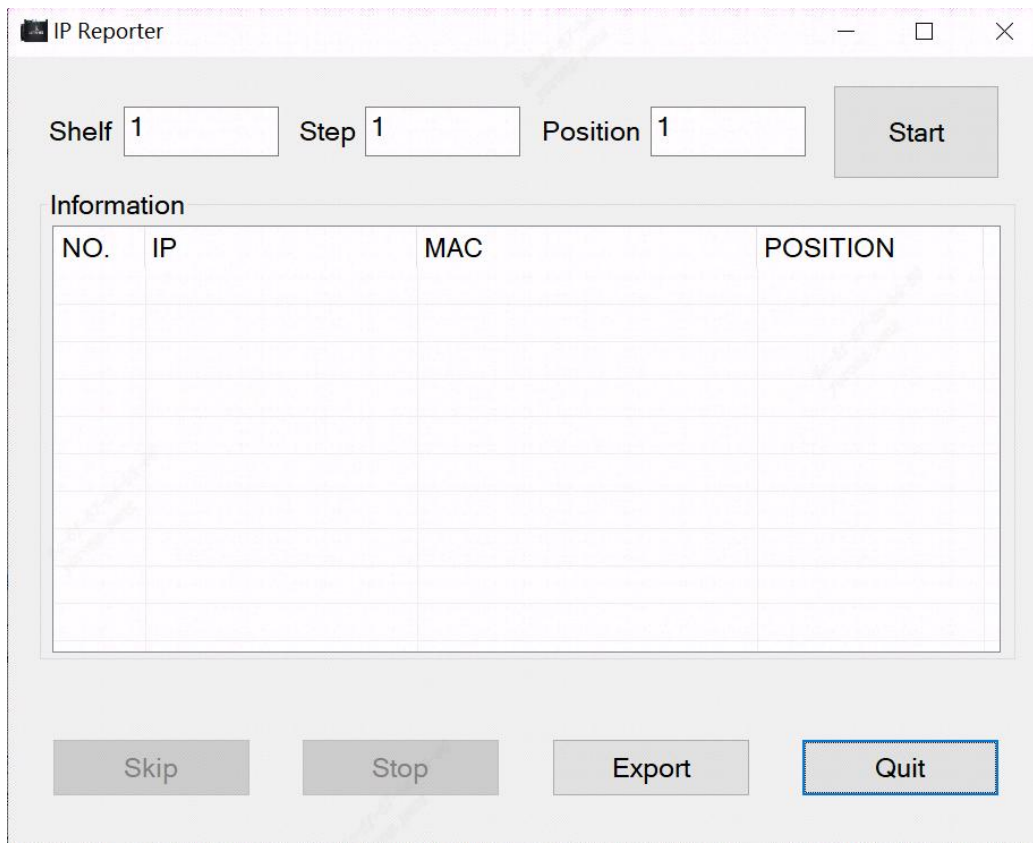 IP Reporter
Shelf 1 Step 1 Position 1 Start
Information
NO. IP MAC POSITION
Skip Stop Export Quit